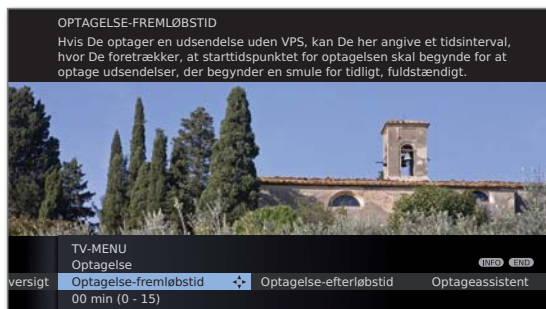 OPTAGELSE-FREMLØBSTID
Hvis De optager en udsendelse uden VPS, kan De her angive et tidsinterval,
hvor De foretrækker, at starttidspunktet for optagelsen skal begynde for at
optage udsendelser, der begynder en smule for tidligt, fuldstændigt.
TV-MENU
Optagelse
INFO END
versigt Optagelse-fremløbstid Optagelse-efterløbstid Optageassistent
00 min (0 - 15)